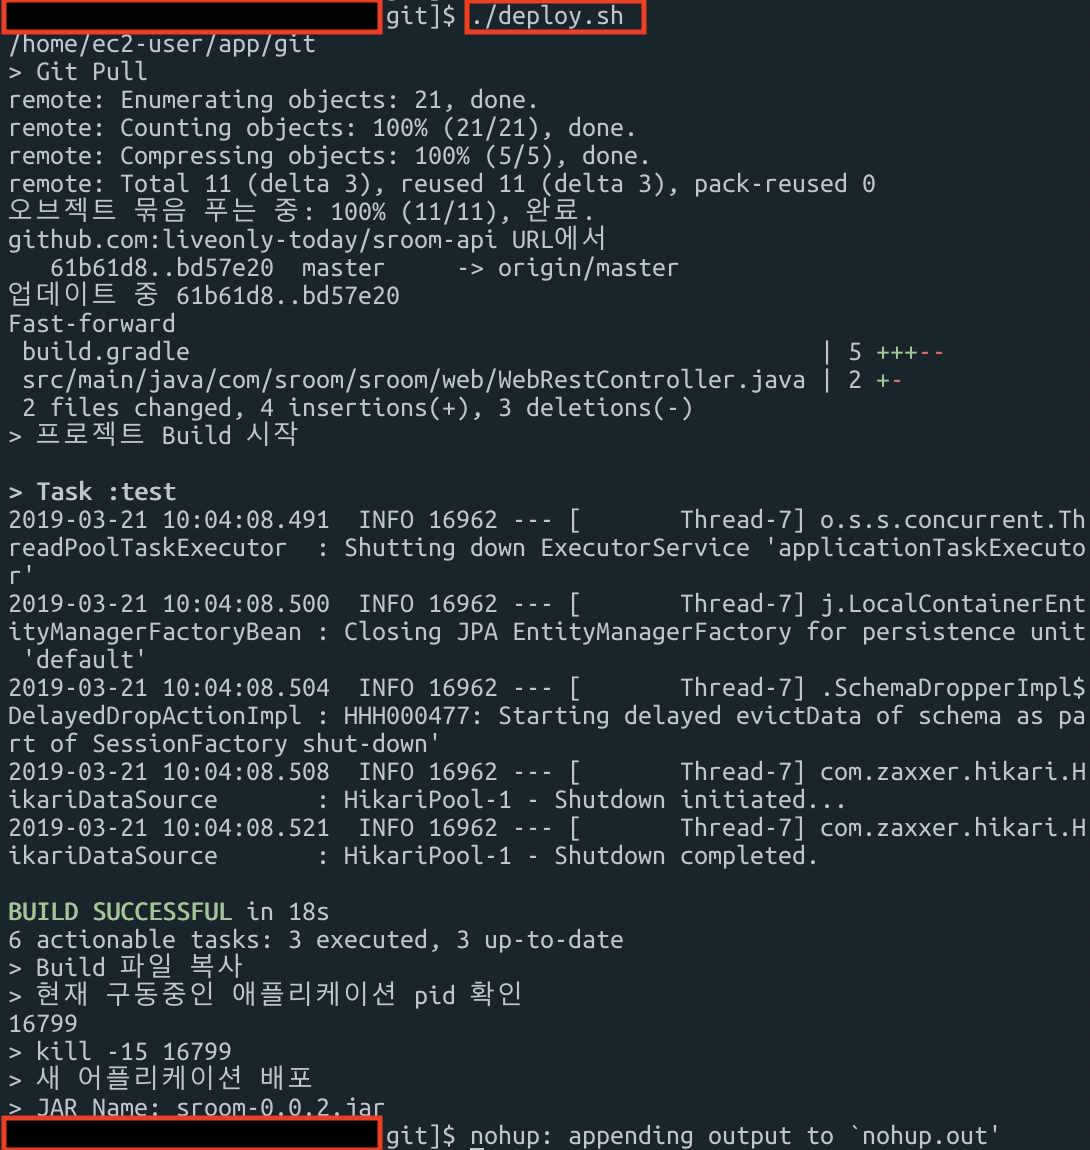 git]$ ./deploy.sh
/home/ec2-user/app/git
> Git Pull
remote: Enumerating objects: 21, done.
remote: Counting objects: 100% (21/21), done.
remote: Compressing objects: 100% (5/5), done.
remote: Total 11 (delta 3), reused 11 (delta 3), pack-reused 0
오브젝트 묶음 푸는 중: 100% (11/11), 완료.
github.com:liveonly-today/sroom-api URL에서
   61b61d8..bd57e20  master     -> origin/master
업데이트 중 61b61d8..bd57e20
Fast-forward
 build.gradle                                             | 5 +++--
 src/main/java/com/sroom/sroom/web/WebRestController.java | 2 +-
 2 files changed, 4 insertions(+), 3 deletions(-)
> 프로젝트 Build 시작
> Task :test
2019-03-21 10:04:08.491  INFO 16962 --- [       Thread-7] o.s.s.concurrent.Th
readPoolTaskExecutor  : Shutting down ExecutorService 'applicationTaskExecuto
r'
2019-03-21 10:04:08.500  INFO 16962 --- [       Thread-7] j.LocalContainerEnt
ityManagerFactoryBean : Closing JPA EntityManagerFactory for persistence unit
 'default'
2019-03-21 10:04:08.504  INFO 16962 --- [       Thread-7] .SchemaDropperImpl$
DelayedDropActionImpl : HHH000477: Starting delayed evictData of schema as pa
rt of SessionFactory shut-down'
2019-03-21 10:04:08.508  INFO 16962 --- [       Thread-7] com.zaxxer.hikari.H
ikariDataSource       : HikariPool-1 - Shutdown initiated...
2019-03-21 10:04:08.521  INFO 16962 --- [       Thread-7] com.zaxxer.hikari.H
ikariDataSource       : HikariPool-1 - Shutdown completed.
BUILD SUCCESSFUL in 18s
6 actionable tasks: 3 executed, 3 up-to-date
> Build 파일 복사
> 현재 구동중인 애플리케이션 pid 확인
16799
> kill -15 16799
> 새 어플리케이션 배포
> JAR Name: sroom-0.0.2.jar
git]$ nohup: appending output to `nohup.out'